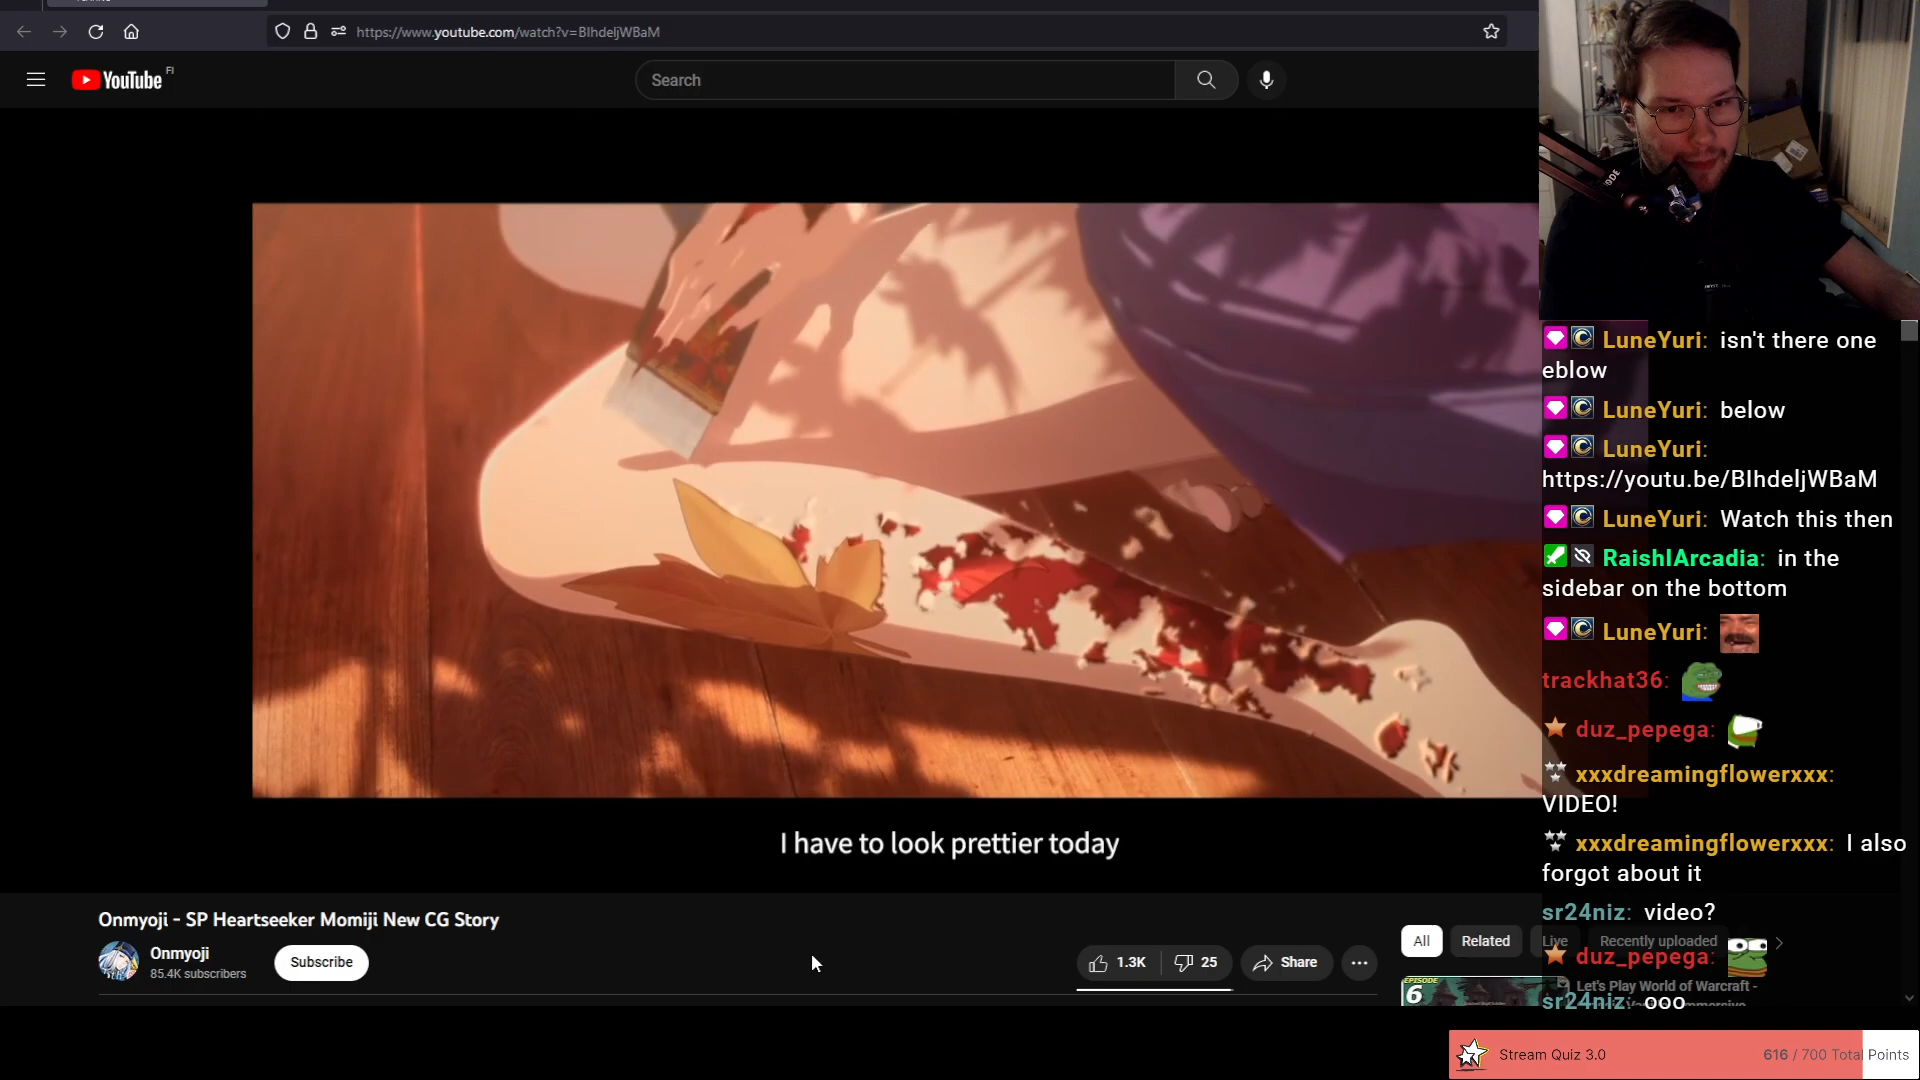 https://www.youtube.com/watch?v=BIhdeljWBaM
YouTube FI
Search
I have to look prettier today
Onmyoji - SP Heartseeker Momiji New CG Story
Onmyoji
85.4K subscribers
Subscribe
1.3K
25
Share
All
Related
Live
Recently uploaded
EPISODE
6
Let's Play World of Warcraft -
LuneYuri: isn't there one
eblow
LuneYuri: below
LuneYuri:
https://youtu.be/BIhdeljWBaM
LuneYuri: Watch this then
RaishIArcadia: in the
sidebar on the bottom
LuneYuri:
trackhat36:
duz_pepega:
xxxdreamingflowerxxx:
VIDEO!
xxxdreamingflowerxxx: I also
forgot about it
sr24niz: video?
duz_pepega:
sr24niz: ooo
Stream Quiz 3.0
616 / 700 Total Points